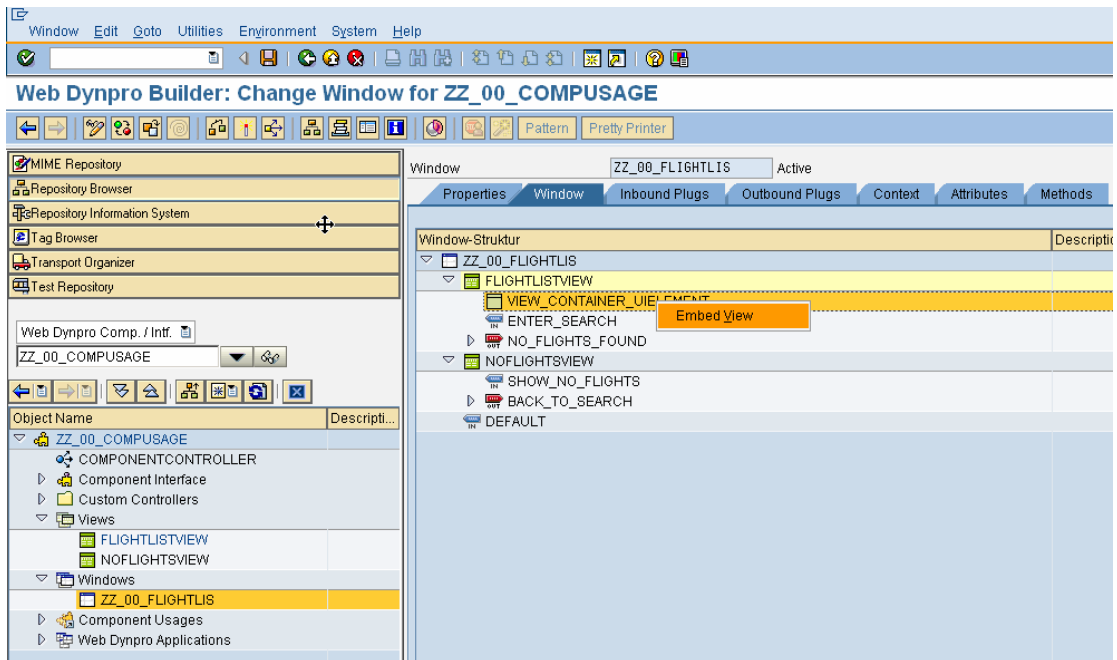 Window Edit Goto Utilities Environment System Help
Web Dynpro Builder: Change Window for ZZ_00_COMPUSAGE
Pattern Pretty Printer
MIME Repository
Repository Browser
Repository Information System
Tag Browser
Transport Organizer
Test Repository
Web Dynpro Comp. / Intf.
ZZ_00_COMPUSAGE
Object Name Descripti...
ZZ_00_COMPUSAGE
COMPONENTCONTROLLER
Component Interface
Custom Controllers
Views
FLIGHTLISTVIEW
NOFLIGHTSVIEW
Windows
ZZ_00_FLIGHTLIS
Component Usages
Web Dynpro Applications
Window ZZ_00_FLIGHTLIS Active
Properties Window Inbound Plugs Outbound Plugs Context Attributes Methods
Window-Struktur Descriptio
ZZ_00_FLIGHTLIS
FLIGHTLISTVIEW
VIEW_CONTAINER_UIELEMENT
Embed View
ENTER_SEARCH
NO_FLIGHTS_FOUND
NOFLIGHTSVIEW
SHOW_NO_FLIGHTS
BACK_TO_SEARCH
DEFAULT